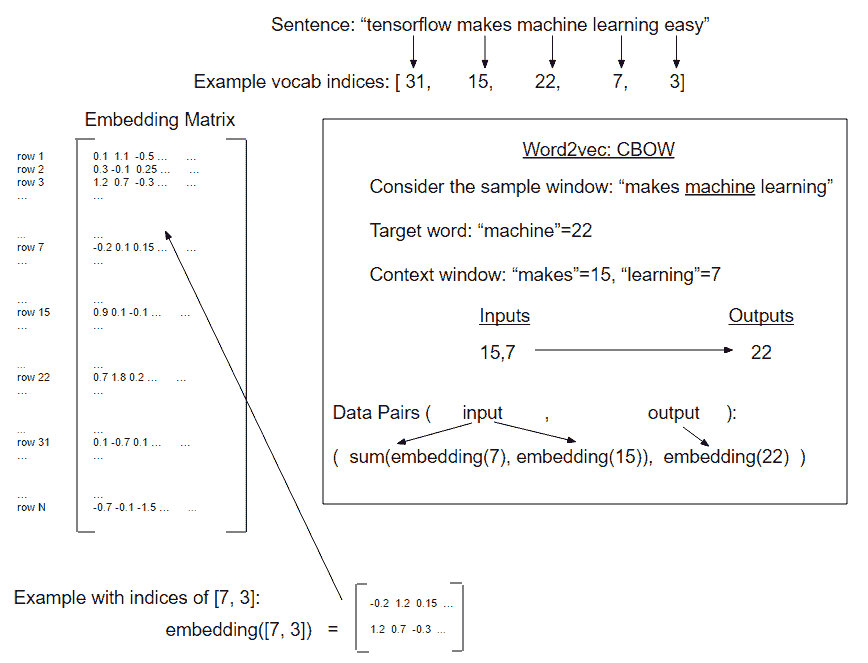 Sentence: “tensorflow makes machine learning easy”
Example vocab indices: [ 31, 15, 22, 7, 3]
Embedding Matrix
row 1 0.1 1.1 -0.5 ... ...
row 2 0.3 -0.1 0.25 ... ...
row 3 1.2 0.7 -0.3 ... ...
... ...
... ...
row 7 -0.2 0.1 0.15 ... ...
... ...
... ...
row 15 0.9 0.1 -0.1 ... ...
... ...
... ...
row 22 0.7 1.8 0.2 ... ...
... ...
... ...
row 31 0.1 -0.7 0.1 ... ...
... ...
... ...
row N -0.7 -0.1 -1.5 ... ...
Word2vec: CBOW
Consider the sample window: “makes machine learning”
Target word: “machine”=22
Context window: “makes”=15, “learning”=7
Inputs Outputs
15,7 22
Data Pairs ( input , output ):
( sum(embedding(7), embedding(15)), embedding(22) )
Example with indices of [7, 3]:
embedding([7, 3]) =
-0.2 1.2 0.15 ...
1.2 0.7 -0.3 ...